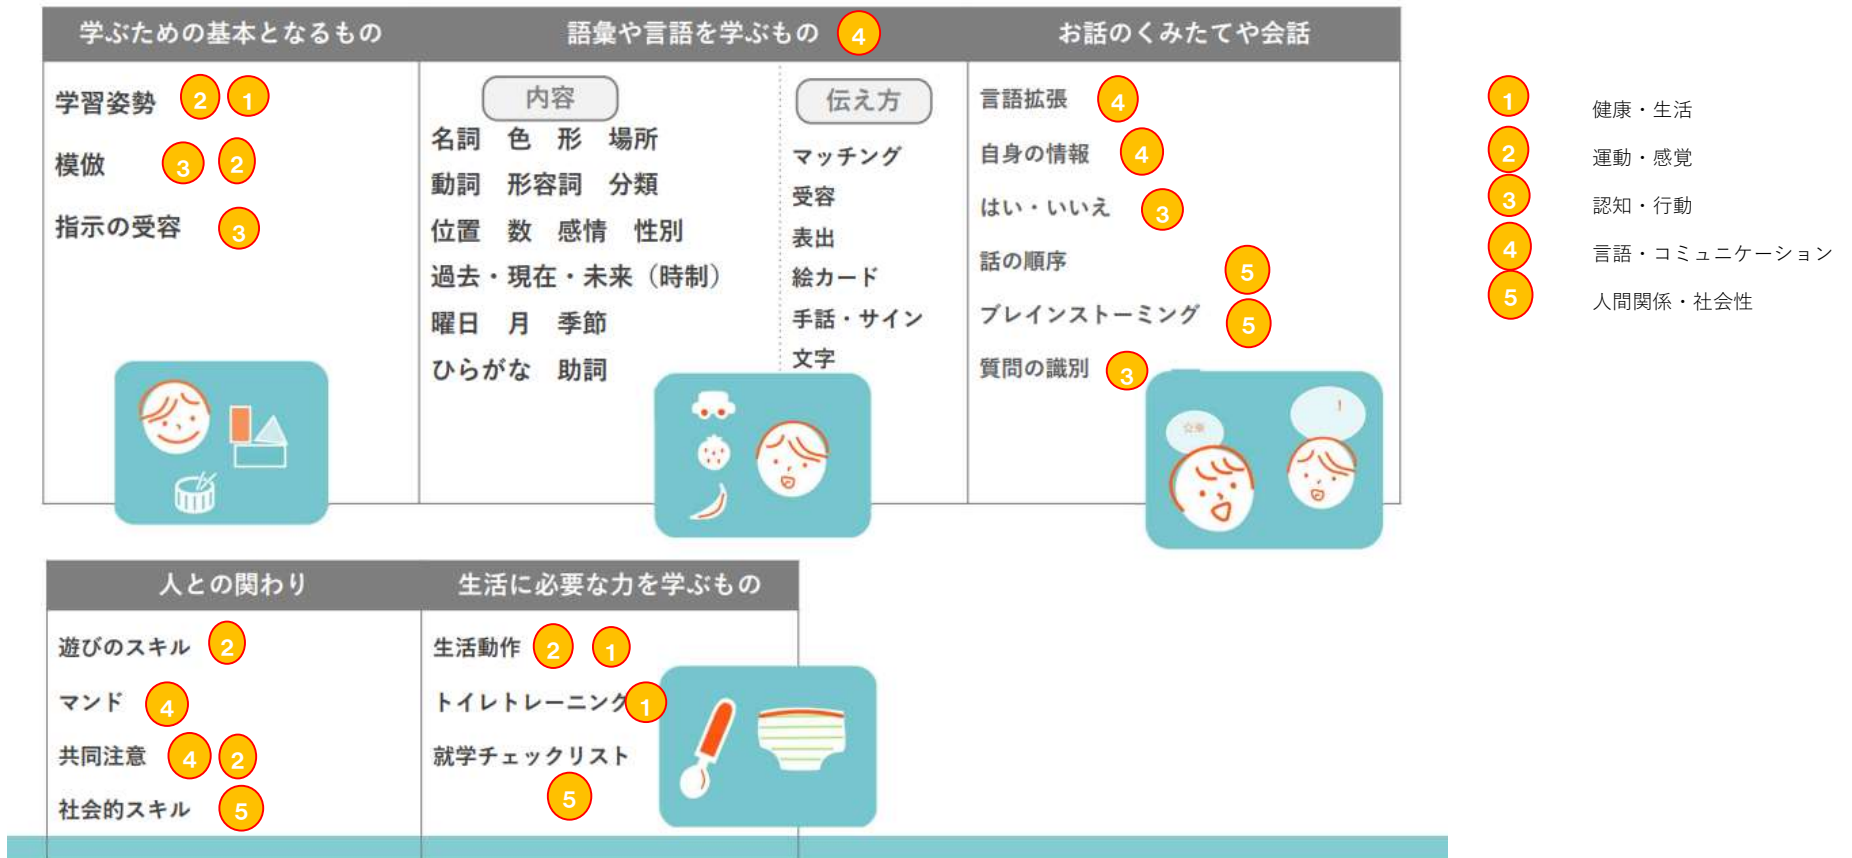 学ぶための基本となるもの
語彙や言語を学ぶもの 4
お話のくみたてや会話
学習姿勢 2 1
模倣 3 2
指示の受容 3
内容
名詞 色 形 場所
動詞 形容詞 分類
位置 数 感情 性別
過去・現在・未来（時制）
曜日 月 季節
ひらがな 助詞
伝え方
マッチング
受容
表出
絵カード
手話・サイン
文字
言語拡張 4
自身の情報 4
はい・いいえ 3
話の順序 5
ブレインストーミング 5
質問の識別 3
☆※
!
1 健康・生活
2 運動・感覚
3 認知・行動
4 言語・コミュニケーション
5 人間関係・社会性
人との関わり
生活に必要な力を学ぶもの
遊びのスキル 2
マンド 4
共同注意 4 2
社会的スキル 5
生活動作 2 1
トイレトレーニング 1
就学チェックリスト
5